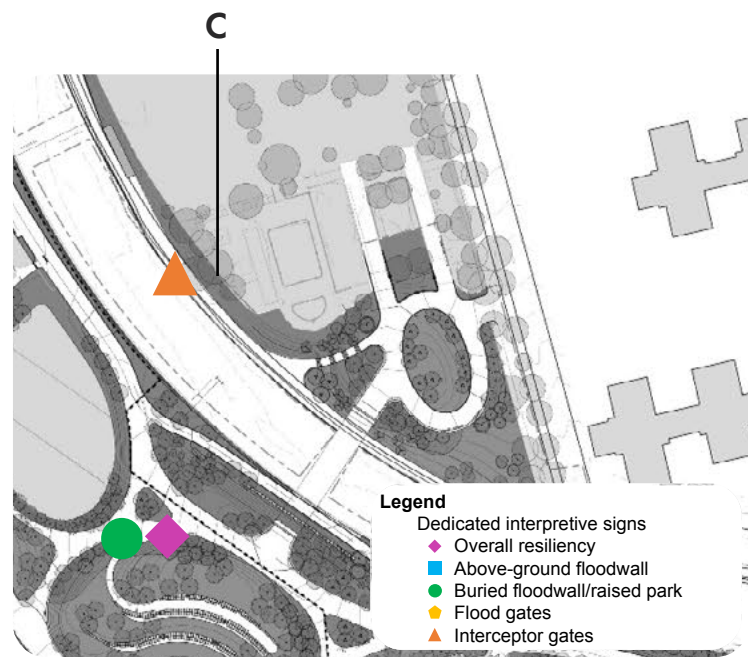 C
Legend
Dedicated interpretive signs
Overall resiliency
Above-ground floodwall
Buried floodwall/raised park
Flood gates
Interceptor gates